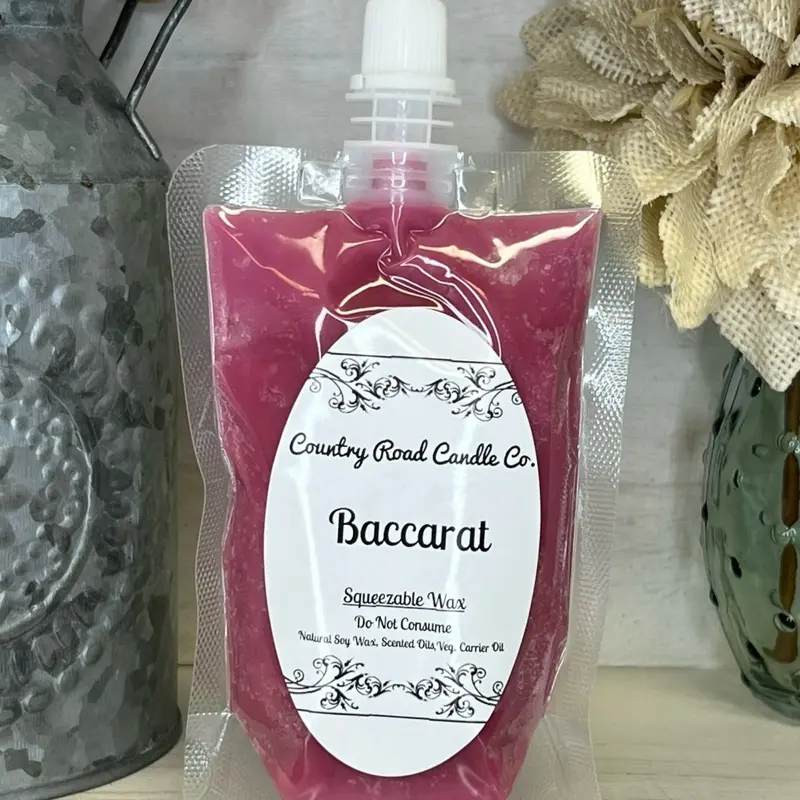 Country Road Candle Co.
Baccarat
Squeezable Wax
Do Not Consume
Natural Soy Wax, Scented Oils, Veg. Carrier Oil